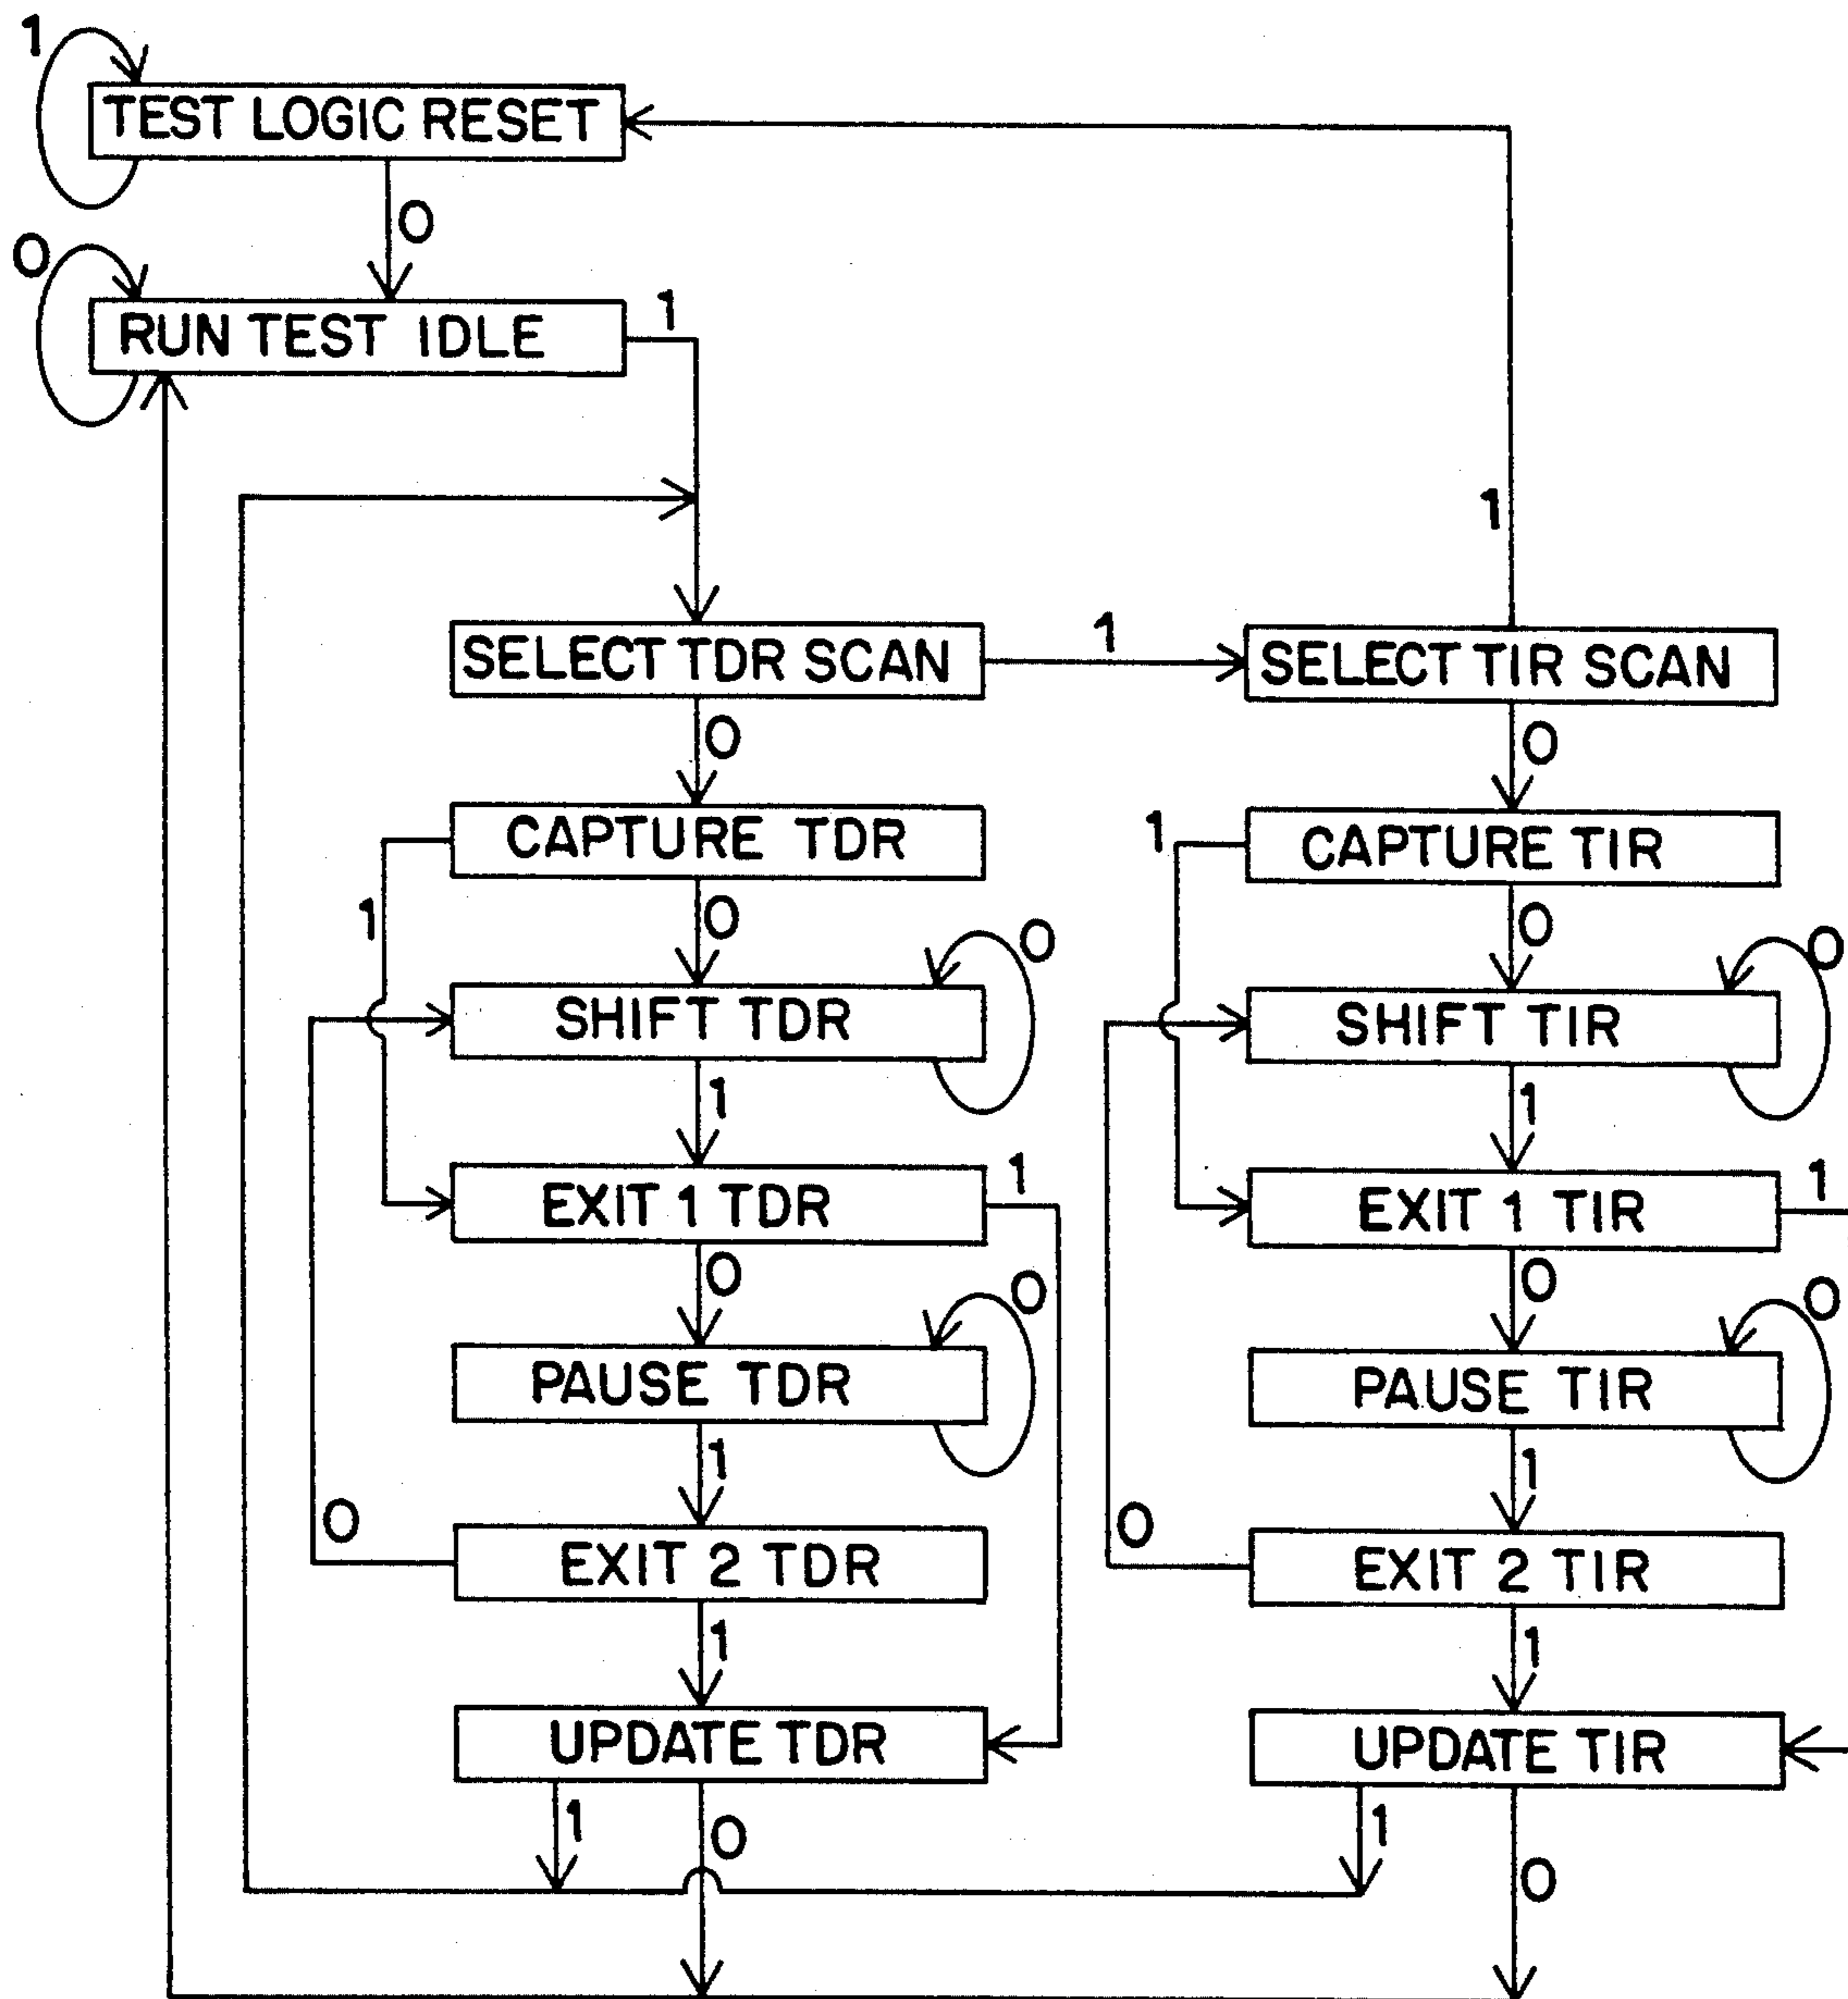 1
TEST LOGIC RESET
0
0
RUN TEST IDLE
1
1
SELECT TDR SCAN
1
SELECT TIR SCAN
0
0
CAPTURE TDR
1
CAPTURE TIR
1
0
0
0
0
SHIFT TDR
SHIFT TIR
1
1
EXIT 1 TDR
1
EXIT 1 TIR
1
0
0
0
0
PAUSE TDR
PAUSE TIR
1
1
0
0
EXIT 2 TDR
EXIT 2 TIR
1
1
UPDATE TDR
UPDATE TIR
1
0
1
0